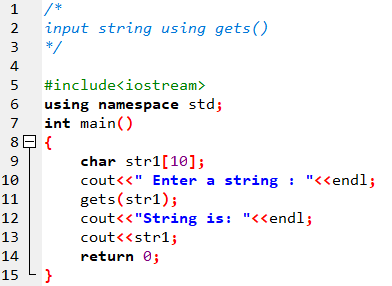 1 /*
2 input string using gets()
3 */
4
5 #include<iostream>
6 using namespace std;
7 int main()
8 {
9 char str1[10];
10 cout<<" Enter a string : "<<endl;
11 gets(str1);
12 cout<<"String is: "<<endl;
13 cout<<str1;
14 return 0;
15 }